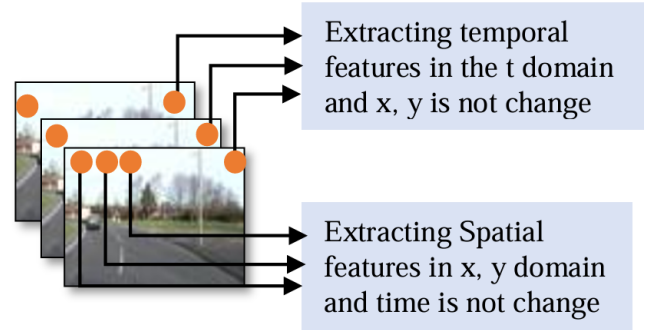 Extracting temporal
features in the t domain
and x, y is not change
Extracting Spatial
features in x, y domain
and time is not change